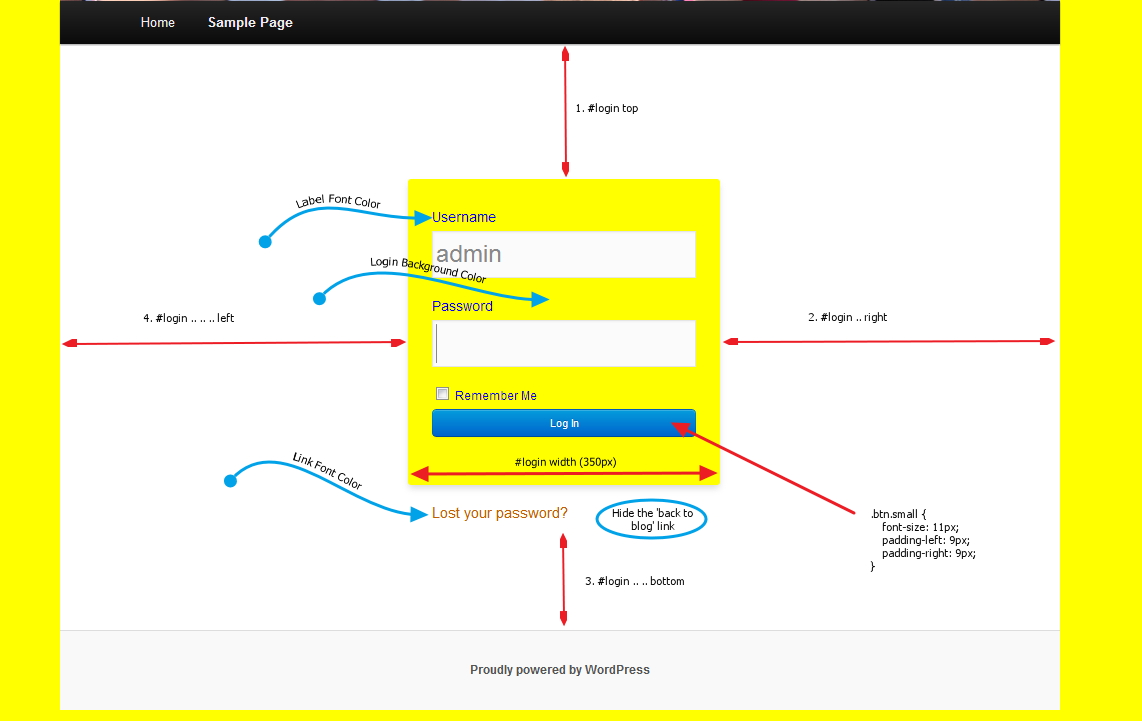 Home
Sample Page
1. #login top
Label Font Color
Username
admin
Login Background Color
Password
4. #login .. .. .. left
2. #login .. right
Remember Me
Log In
#login width (350px)
Link Font Color
Lost your password?
Hide the 'back to
blog' link
.btn.small {
font-size: 11px;
padding-left: 9px;
padding-right: 9px;
}
3. #login .. .. bottom
Proudly powered by WordPress